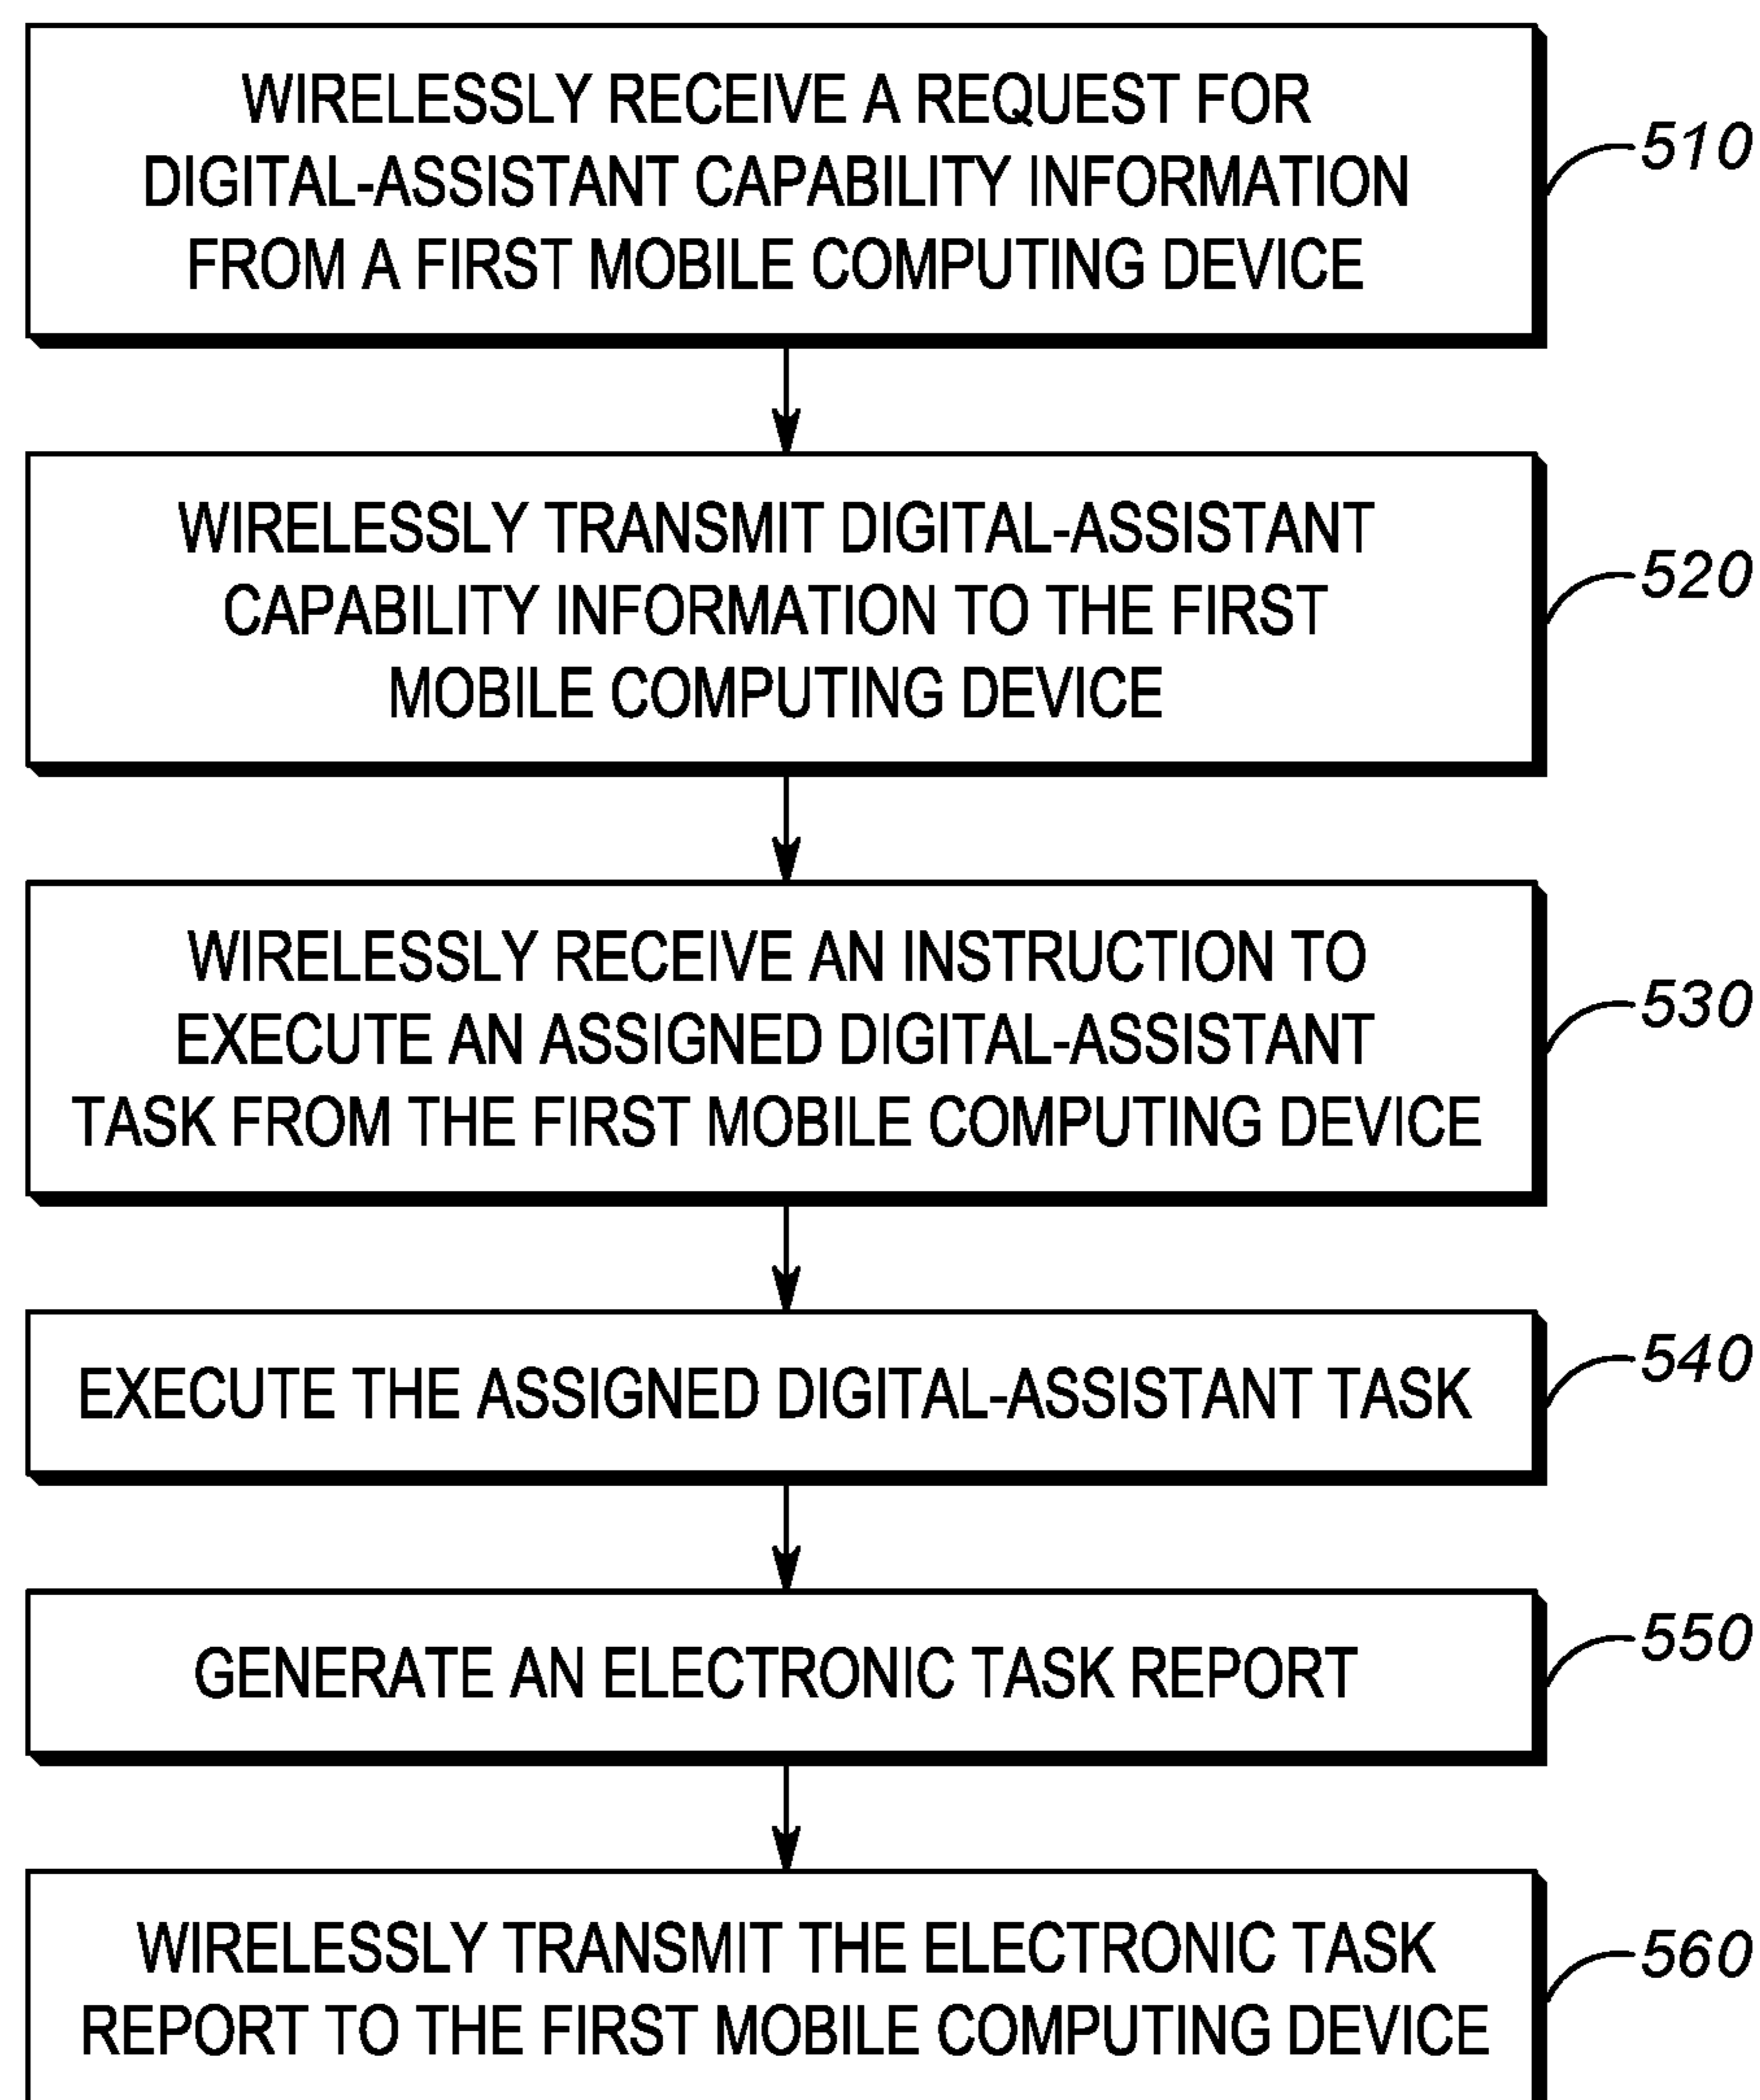 WIRELESSLY RECEIVE A REQUEST FOR
DIGITAL-ASSISTANT CAPABILITY INFORMATION
FROM A FIRST MOBILE COMPUTING DEVICE
510
WIRELESSLY TRANSMIT DIGITAL-ASSISTANT
CAPABILITY INFORMATION TO THE FIRST
MOBILE COMPUTING DEVICE
520
WIRELESSLY RECEIVE AN INSTRUCTION TO
EXECUTE AN ASSIGNED DIGITAL-ASSISTANT
TASK FROM THE FIRST MOBILE COMPUTING DEVICE
530
EXECUTE THE ASSIGNED DIGITAL-ASSISTANT TASK
540
GENERATE AN ELECTRONIC TASK REPORT
550
WIRELESSLY TRANSMIT THE ELECTRONIC TASK
REPORT TO THE FIRST MOBILE COMPUTING DEVICE
560